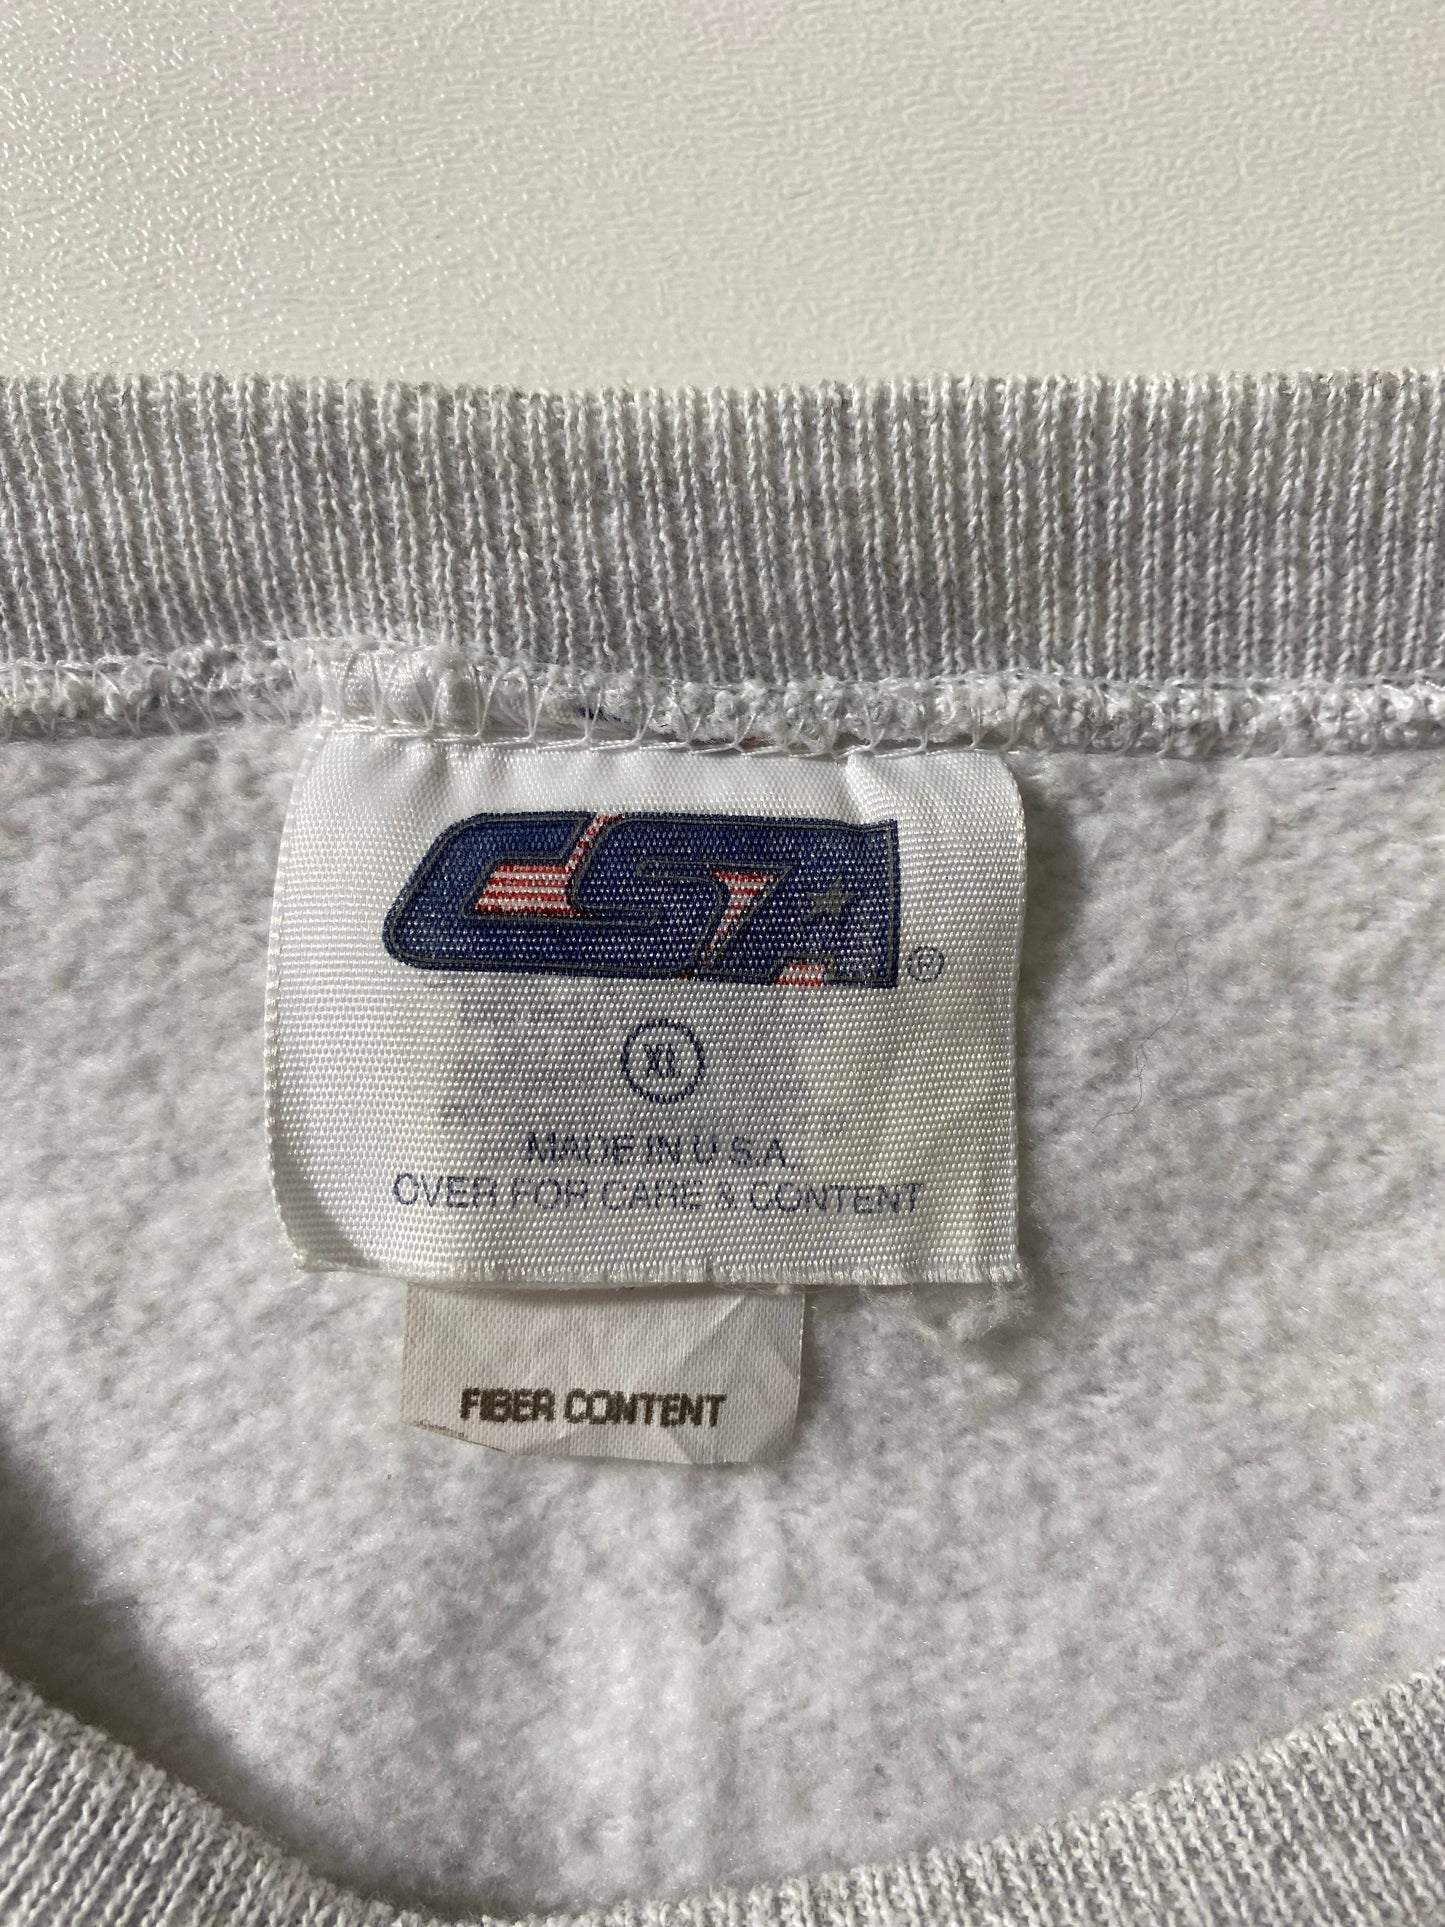 CSA ®
XL
MADE IN U.S.A.
OVER FOR CARE & CONTENT
FIBER CONTENT